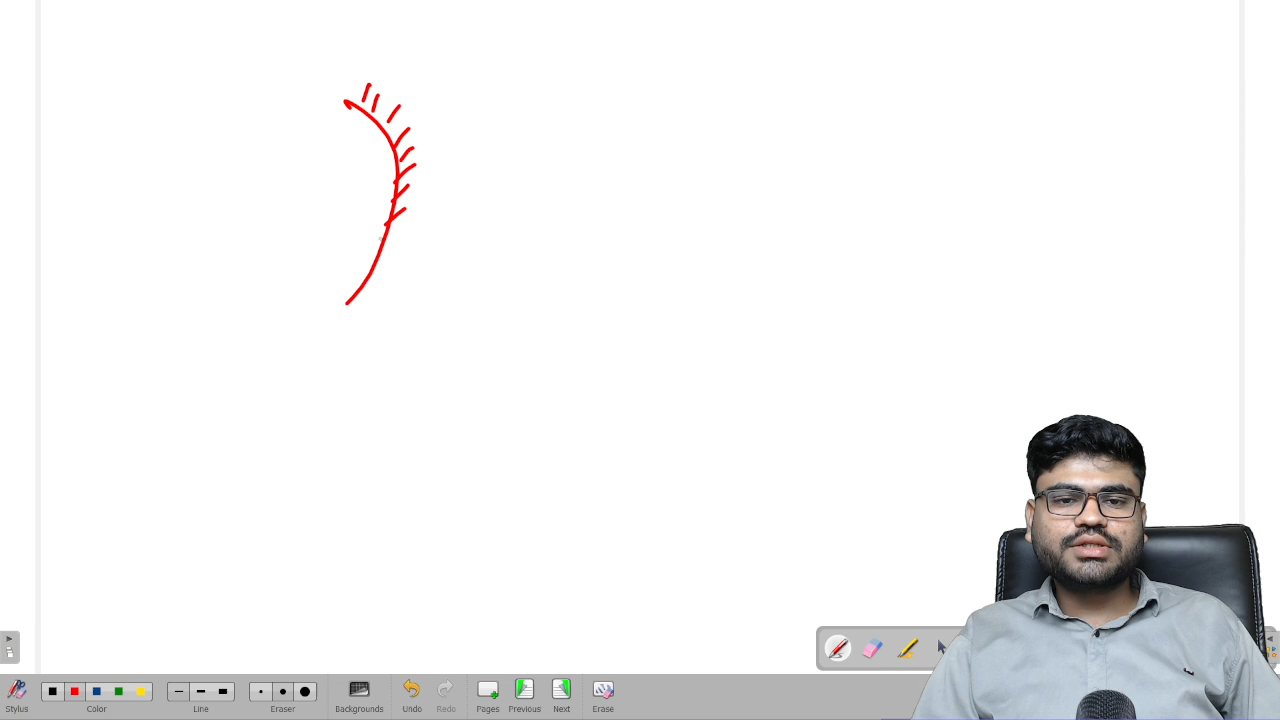 Stylus
Color
Line
Eraser
Backgrounds
Undo
Redo
Pages
Previous
Next
Erase